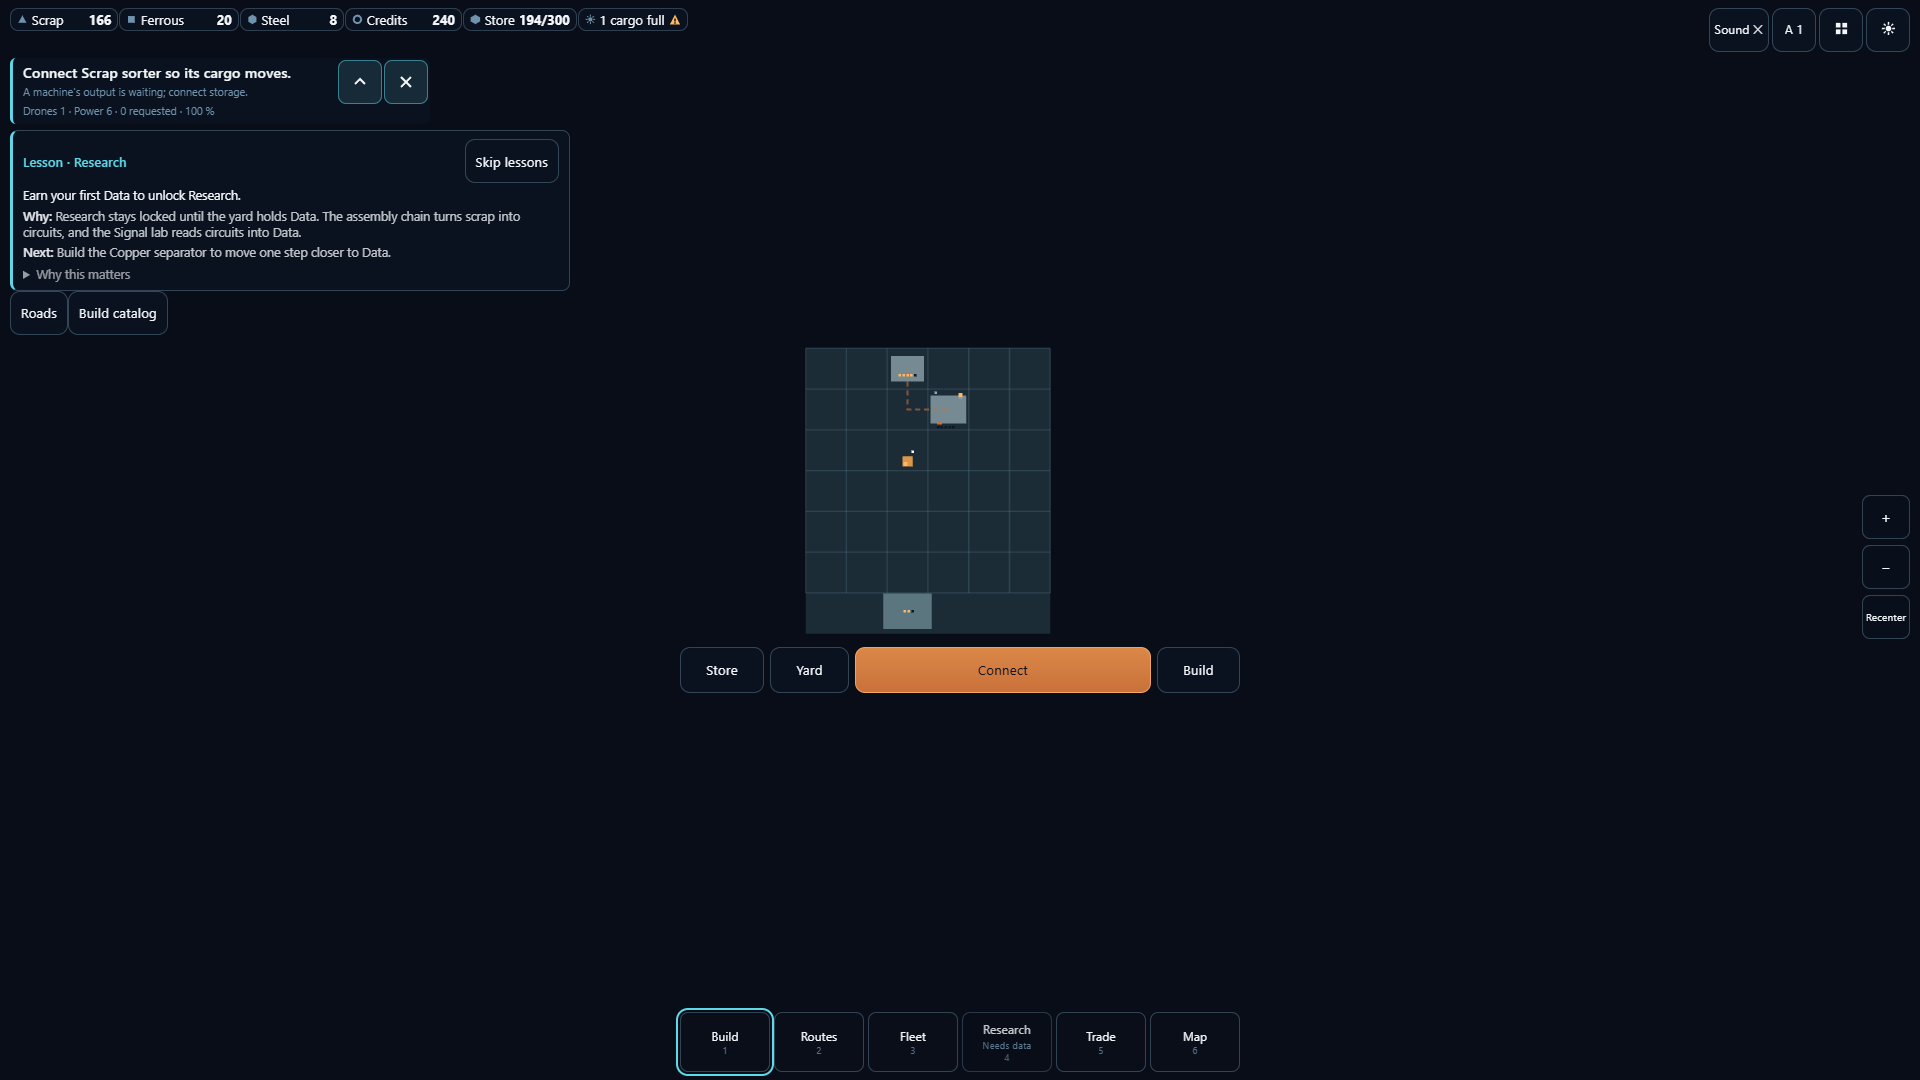 Scrap 166
Ferrous 20
Steel 8
Credits 240
Store 194/300
1 cargo full
Sound
A 1
Connect Scrap sorter so its cargo moves.
A machine's output is waiting; connect storage.
Drones 1 · Power 6 · 0 requested · 100 %
Lesson · Research
Skip lessons
Earn your first Data to unlock Research.
Why: Research stays locked until the yard holds Data. The assembly chain turns scrap into
circuits, and the Signal lab reads circuits into Data.
Next: Build the Copper separator to move one step closer to Data.
Why this matters
Roads
Build catalog
+
−
Recenter
Store
Yard
Connect
Build
Build
1
Routes
2
Fleet
3
Research
Needs data
4
Trade
5
Map
6